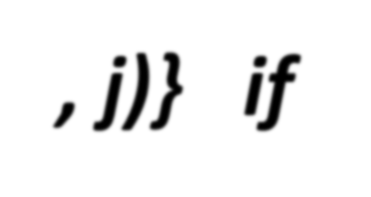 , j)} if